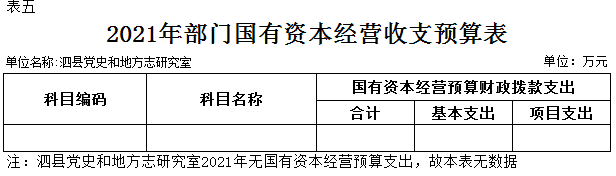 表五
2021年部门国有资本经营收支预算表
单位名称:泗县党史和地方志研究室 单位：万元
科目编码 科目名称 国有资本经营预算财政拨款支出
合计 基本支出 项目支出
注：泗县党史和地方志研究室2021年无国有资本经营预算支出，故本表无数据